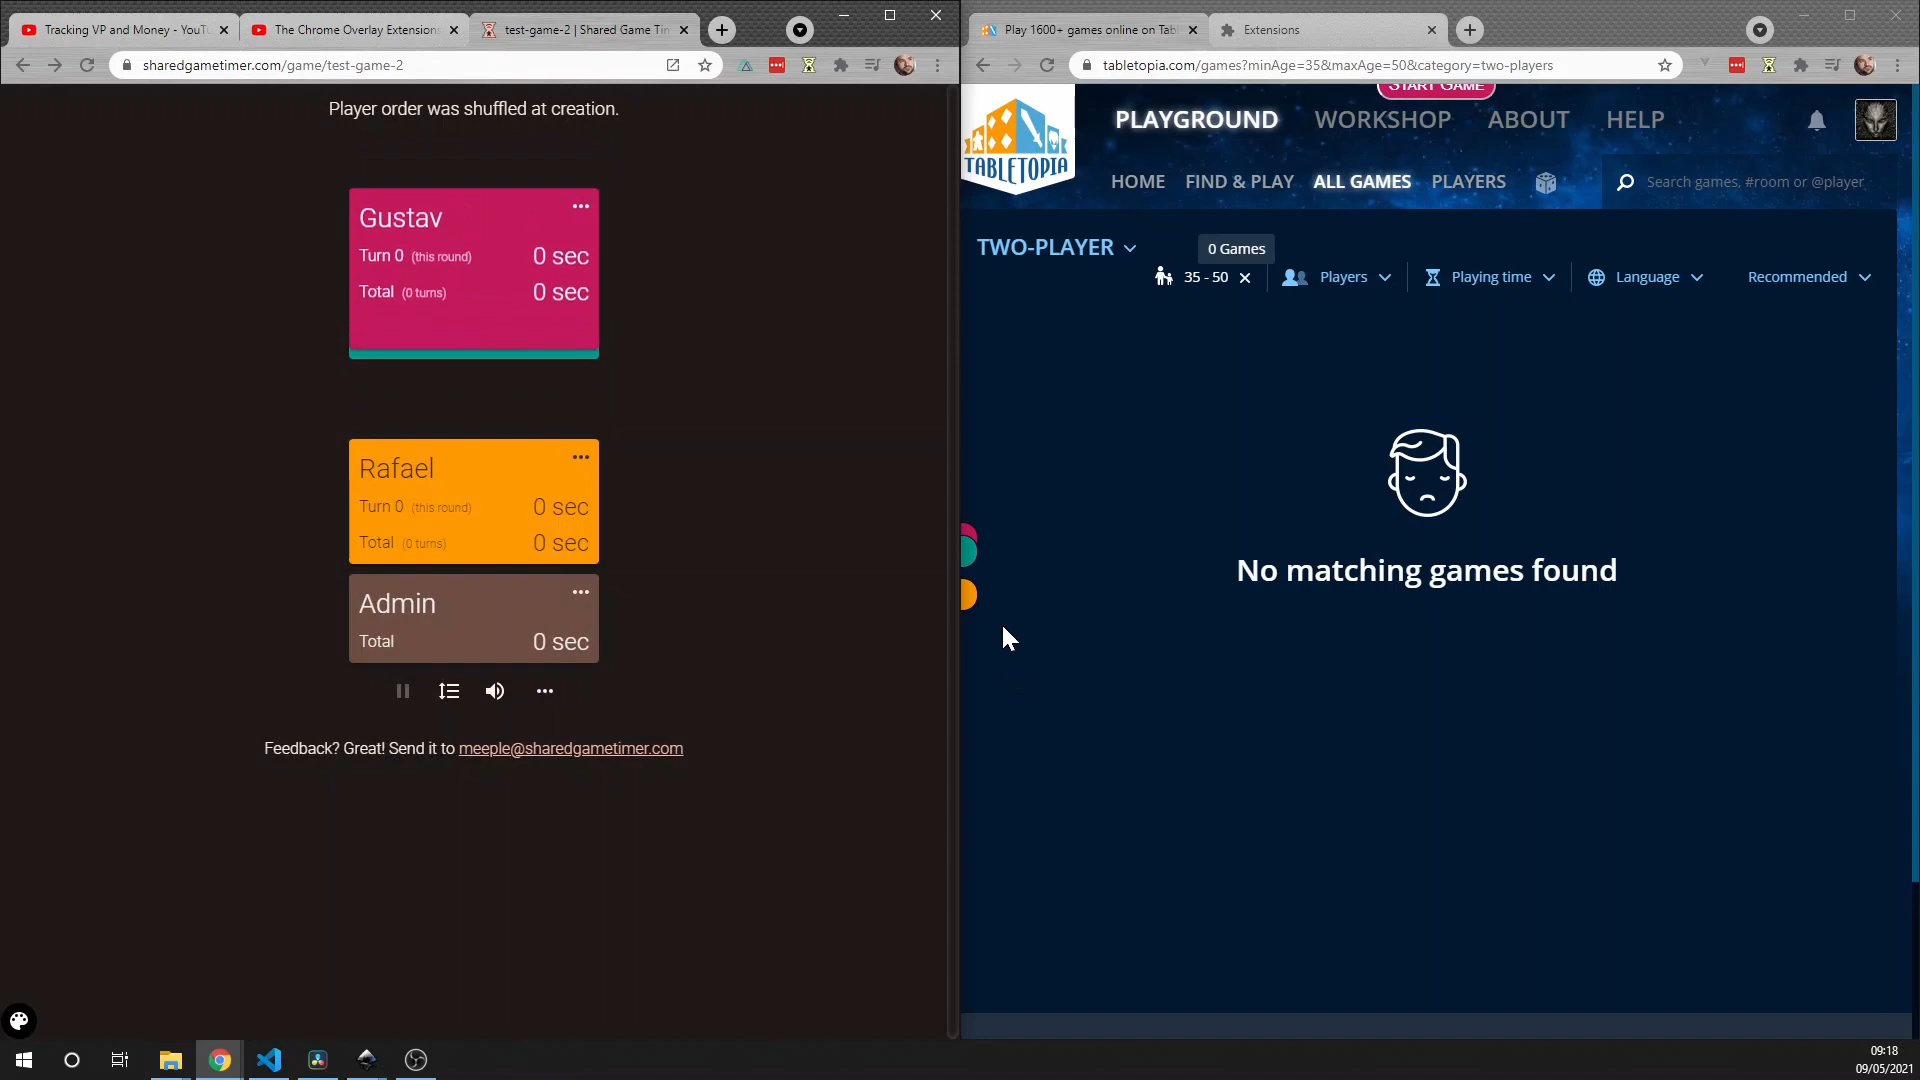 Tracking VP and Money - YouTu
The Chrome Overlay Extension
test-game-2 | Shared Game Tim
sharedgametimer.com/game/test-game-2
Player order was shuffled at creation.
Gustav
Turn 0 (this round) 0 sec
Total (0 turns) 0 sec
Rafael
Turn 0 (this round) 0 sec
Total (0 turns) 0 sec
Admin
Total 0 sec
Feedback? Great! Send it to meeple@sharedgametimer.com
Play 1600+ games online on Tab
Extensions
tabletopia.com/games?minAge=35&maxAge=50&category=two-players
START GAME
TABLETOPIA
PLAYGROUND WORKSHOP ABOUT HELP
HOME FIND & PLAY ALL GAMES PLAYERS
Search games, #room or @player
TWO-PLAYER
0 Games
35 - 50 Players Playing time Language Recommended
No matching games found
09:18
09/05/2021